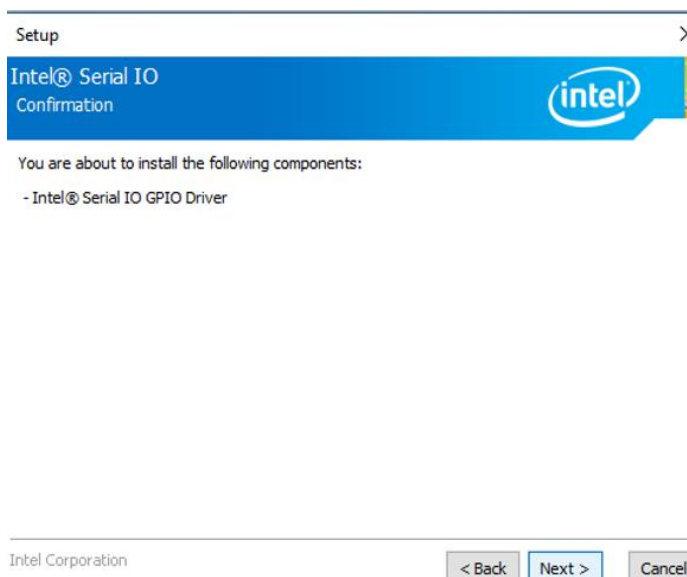 Setup
Intel® Serial IO
Confirmation
intel
You are about to install the following components:
- Intel® Serial IO GPIO Driver
Intel Corporation
< Back
Next >
Cancel